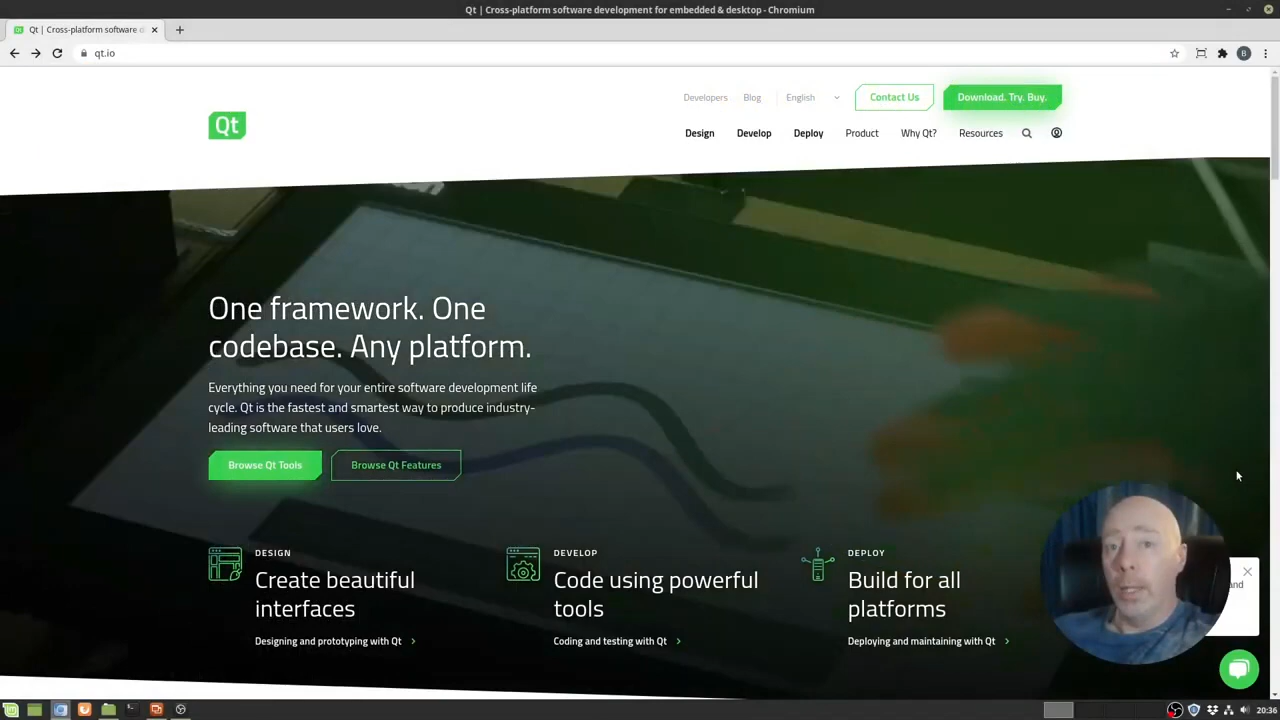 Qt | Cross-platform software development for embedded & desktop - Chromium
Qt | Cross-platform software d
qt.io
B
Developers Blog English Contact Us Download. Try. Buy.
Qt
Design Develop Deploy Product Why Qt? Resources
One framework. One
codebase. Any platform.
Everything you need for your entire software development life
cycle. Qt is the fastest and smartest way to produce industry-
leading software that users love.
Browse Qt Tools Browse Qt Features
DESIGN
Create beautiful
interfaces
Designing and prototyping with Qt
DEVELOP
Code using powerful
tools
Coding and testing with Qt
DEPLOY
Build for all
platforms
Deploying and maintaining with Qt
and
20:36